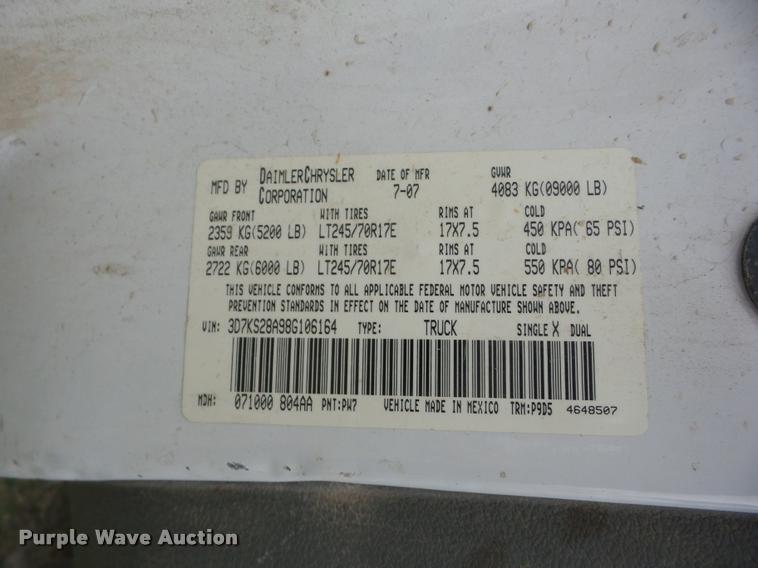 MFD BY DAIMLERCHRYSLER CORPORATION DATE OF MFR 7-07 GVWR 4083 KG(09000 LB)
GAWR FRONT WITH TIRES RIMS AT COLD
2359 KG(5200 LB) LT245/70R17E 17X7.5 450 KPA( 65 PSI)
GAWR REAR WITH TIRES RIMS AT COLD
2722 KG(6000 LB) LT245/70R17E 17X7.5 550 KPA( 80 PSI)
THIS VEHICLE CONFORMS TO ALL APPLICABLE FEDERAL MOTOR VEHICLE SAFETY AND THEFT
PREVENTION STANDARDS IN EFFECT ON THE DATE OF MANUFACTURE SHOWN ABOVE.
VIN: 3D7KS28A98G106164 TYPE: TRUCK SINGLE X DUAL
MDH: 071000 804AA PNT:PW7 VEHICLE MADE IN MEXICO TRM:P9D5 4648507
Purple Wave Auction